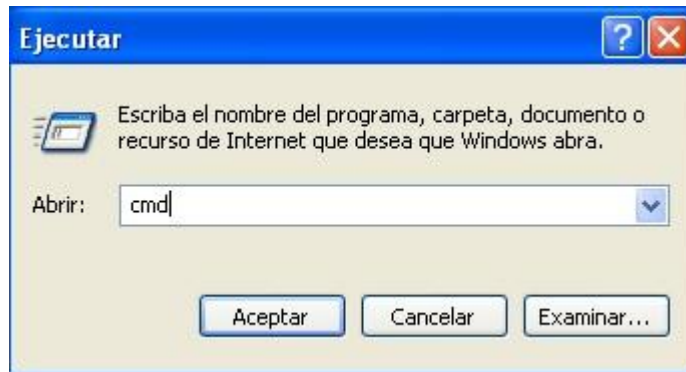 Ejecutar
Escriba el nombre del programa, carpeta, documento o
recurso de Internet que desea que Windows abra.
Abrir: cmd
Aceptar Cancelar Examinar...